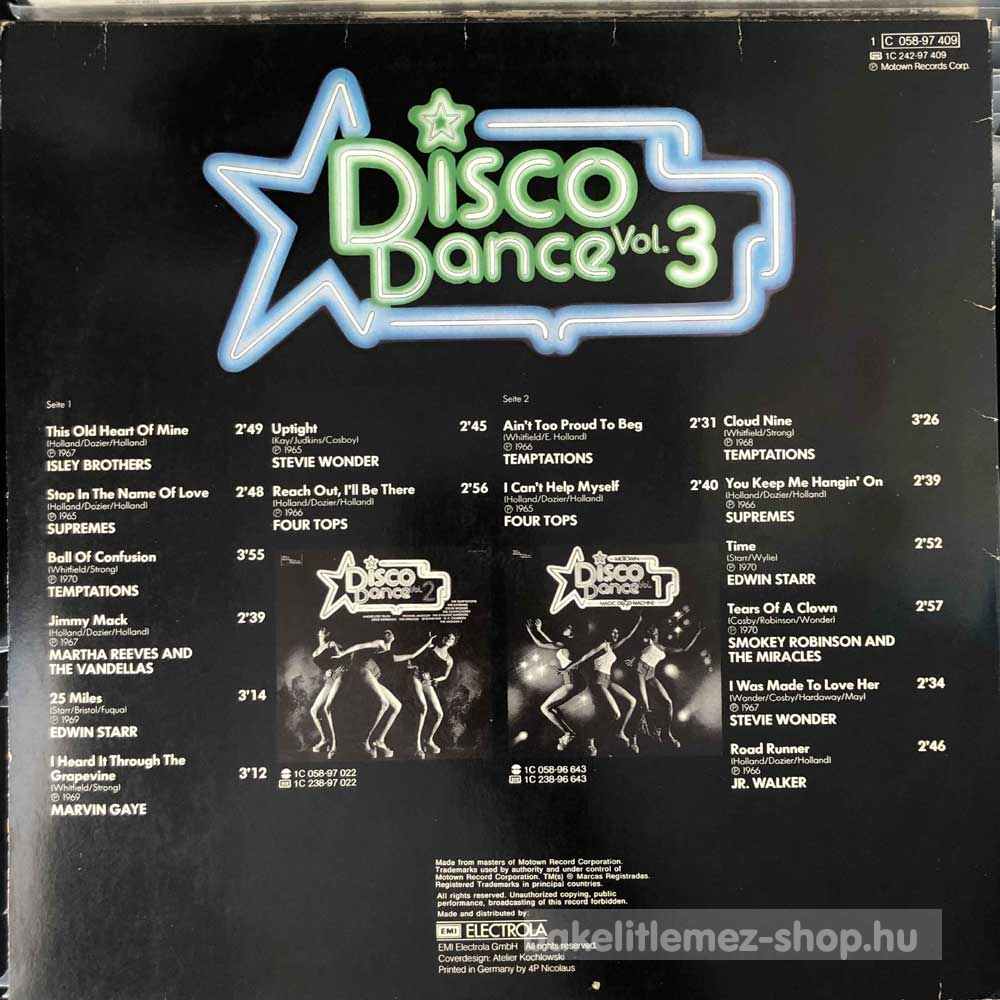 1 C 058-97 409
1C 242-97 409
℗ Motown Records Corp.
Disco
Dance Vol. 3
Seite 1
This Old Heart Of Mine 2'49
(Holland/Dozier/Holland)
℗ 1967
ISLEY BROTHERS
Stop In The Name Of Love 2'48
(Holland/Dozier/Holland)
℗ 1965
SUPREMES
Ball Of Confusion 3'55
(Whitfield/Strong)
℗ 1970
TEMPTATIONS
Jimmy Mack 2'39
(Holland/Dozier/Holland)
℗ 1967
MARTHA REEVES AND
THE VANDELLAS
25 Miles 3'14
(Starr/Bristol/Fuqua)
℗ 1969
EDWIN STARR
I Heard It Through The
Grapevine 3'12
(Whitfield/Strong)
℗ 1969
MARVIN GAYE
Uptight 2'45
(Kay/Judkins/Cosboy)
℗ 1965
STEVIE WONDER
Reach Out, I'll Be There 2'56
(Holland/Dozier/Holland)
℗ 1966
FOUR TOPS
Disco
Dance Vol. 2
1C 058-97 022
1C 238-97 022
Seite 2
Ain't Too Proud To Beg 2'31
(Whitfield/E. Holland)
℗ 1966
TEMPTATIONS
I Can't Help Myself 2'40
(Holland/Dozier/Holland)
℗ 1965
FOUR TOPS
MOTOWN
Disco
Dance Vol. 1
MAGIC DISCO MACHINE
1C 058-96 643
1C 238-96 643
Cloud Nine 3'26
(Whitfield/Strong)
℗ 1968
TEMPTATIONS
You Keep Me Hangin' On 2'39
(Holland/Dozier/Holland)
℗ 1966
SUPREMES
Time 2'52
(Starr/Wylie)
℗ 1970
EDWIN STARR
Tears Of A Clown 2'57
(Cosby/Robinson/Wonder)
℗ 1970
SMOKEY ROBINSON AND
THE MIRACLES
I Was Made To Love Her 2'34
(Wonder/Cosby/Hardaway/May)
℗ 1967
STEVIE WONDER
Road Runner 2'46
(Holland/Dozier/Holland)
℗ 1966
JR. WALKER
Made from masters of Motown Record Corporation.
Trademarks used by authority and under control of
Motown Record Corporation. TM(s) ® Marcas Registradas.
Registered Trademarks in principal countries.
All rights reserved. Unauthorized copying, public
performance, broadcasting of this record forbidden.
Made and distributed by:
EMI ELECTROLA
EMI Electrola GmbH All rights reserved.
Coverdesign: Atelier Kochlowski
Printed in Germany by 4P Nicolaus
bakelitlemez-shop.hu